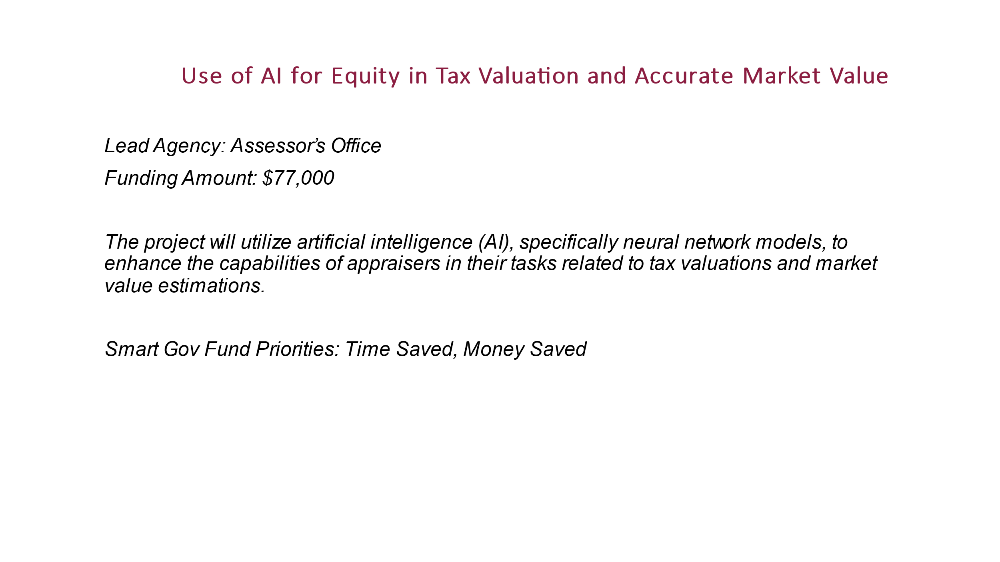 Use of AI for Equity in Tax Valuation and Accurate Market Value
Lead Agency: Assessor’s Office
Funding Amount: $77,000
The project will utilize artificial intelligence (AI), specifically neural network models, to
enhance the capabilities of appraisers in their tasks related to tax valuations and market
value estimations.
Smart Gov Fund Priorities: Time Saved, Money Saved